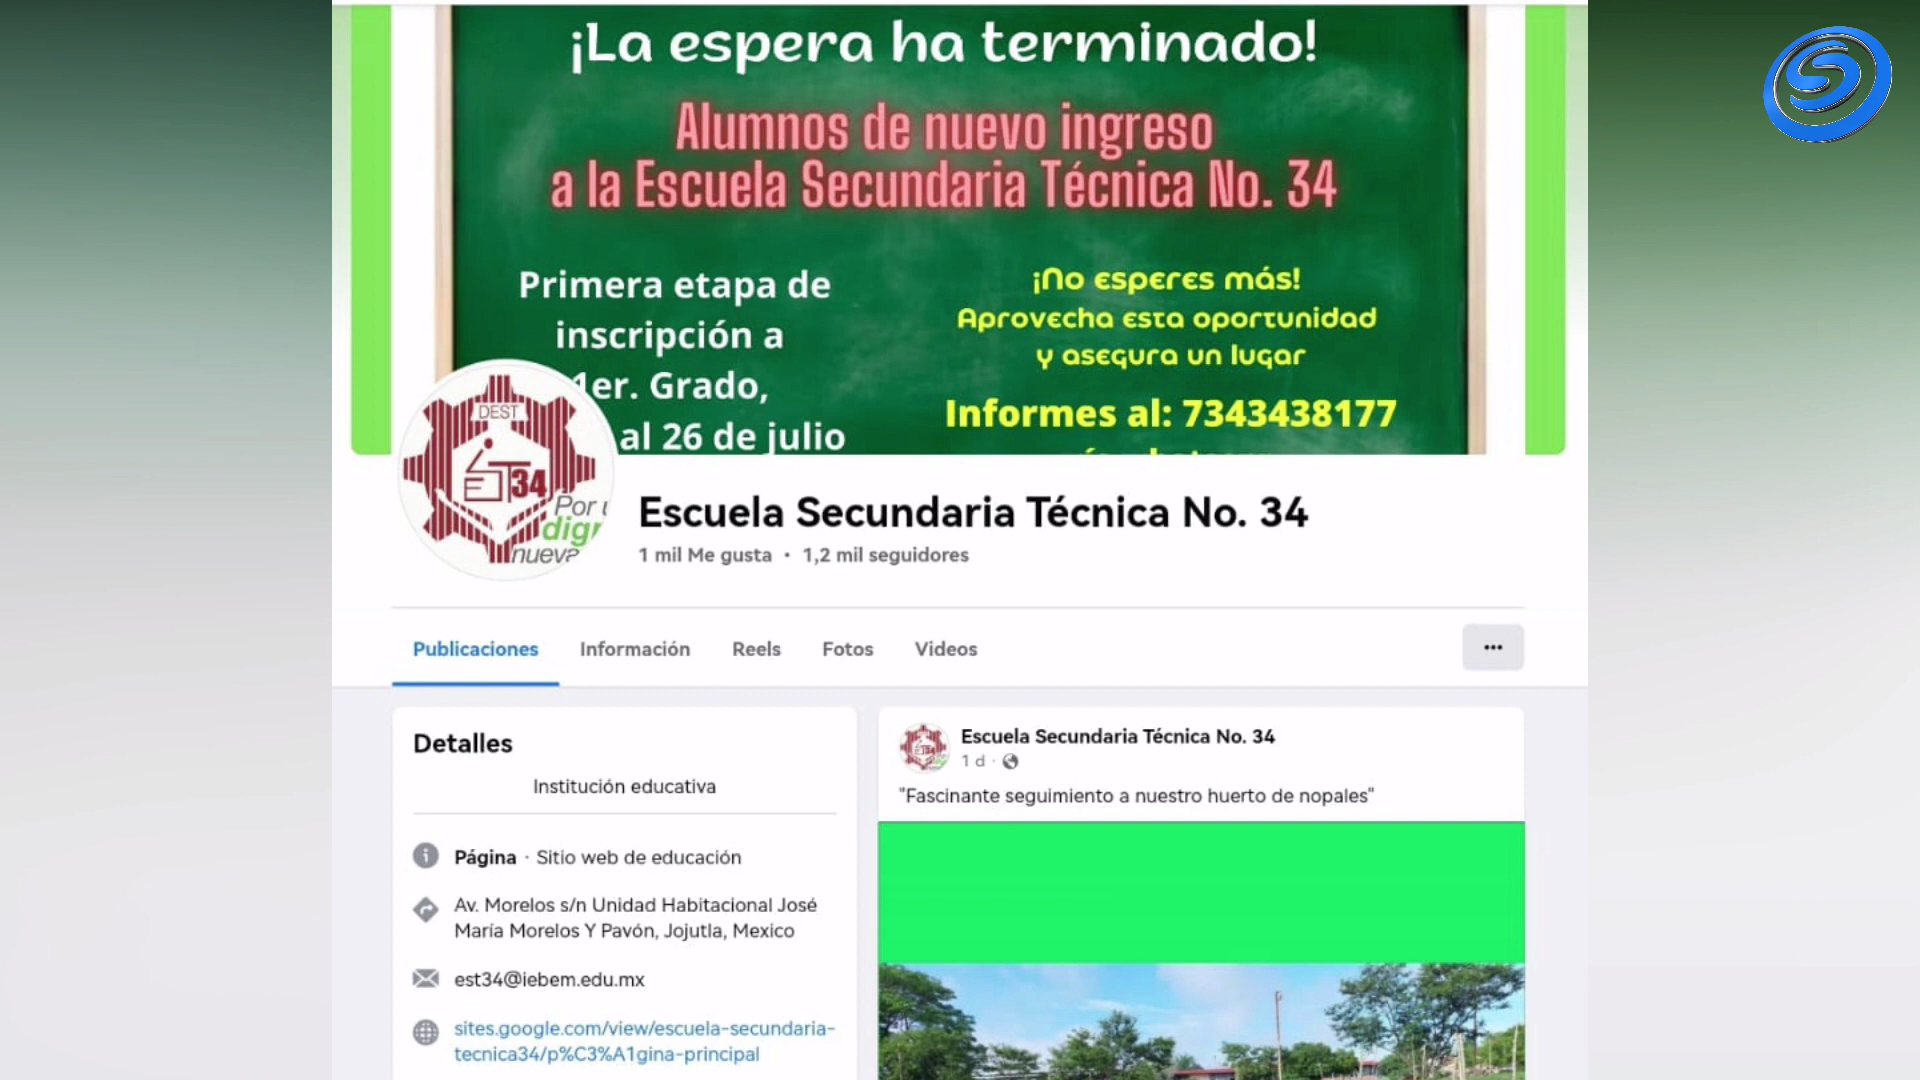 ¡La espera ha terminado!
Alumnos de nuevo ingreso
a la Escuela Secundaria Técnica No. 34
Primera etapa de
inscripción a
1er. Grado,
al 26 de julio
¡No esperes más!
Aprovecha esta oportunidad
y asegura un lugar
Informes al: 7343438177
DEST
34
Por
nueva
Escuela Secundaria Técnica No. 34
1 mil Me gusta · 1,2 mil seguidores
Publicaciones
Información
Reels
Fotos
Videos
Detalles
Institución educativa
Página · Sitio web de educación
Av. Morelos s/n Unidad Habitacional José
María Morelos Y Pavón, Jojutla, Mexico
est34@iebem.edu.mx
sites.google.com/view/escuela-secundaria-
tecnica34/p%C3%A1gina-principal
Escuela Secundaria Técnica No. 34
1 d ·
"Fascinante seguimiento a nuestro huerto de nopales"